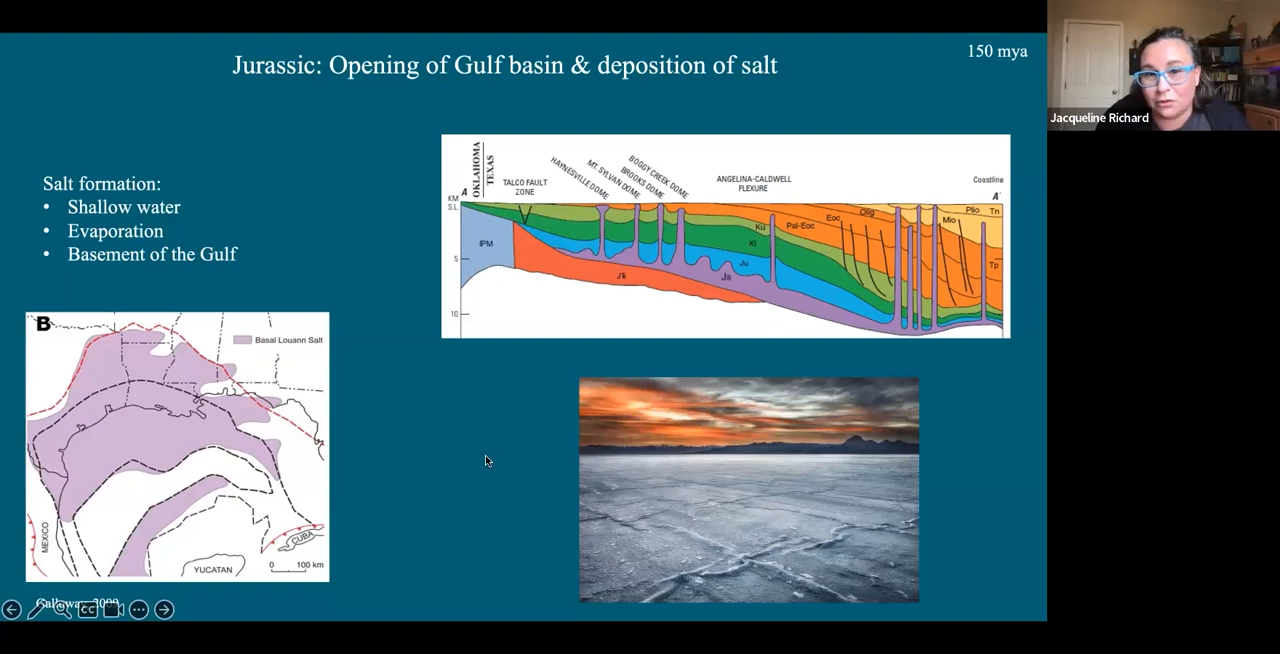 150 mya
Jurassic: Opening of Gulf basin & deposition of salt
Jacqueline Richard
Salt formation:
• Shallow water
• Evaporation
• Basement of the Gulf
OKLAHOMA
TEXAS
TALCO FAULT
ZONE
HAYNESVILLE DOME
MT. SYLVAN DOME
BROOKS DOME
BOGGY CREEK DOME
ANGELINA-CALDWELL
FLEXURE
Coastline
A
A'
KM
S.L.
5
10
IPM
Ku
Kl
Ju
Js
Pal-Eoc
Eoc
Olig
Mio
Plio
Tn
Tp
B
Basal Louann Salt
MEXICO
YUCATAN
CUBA
0 100 km
Galloway, 2009
CC